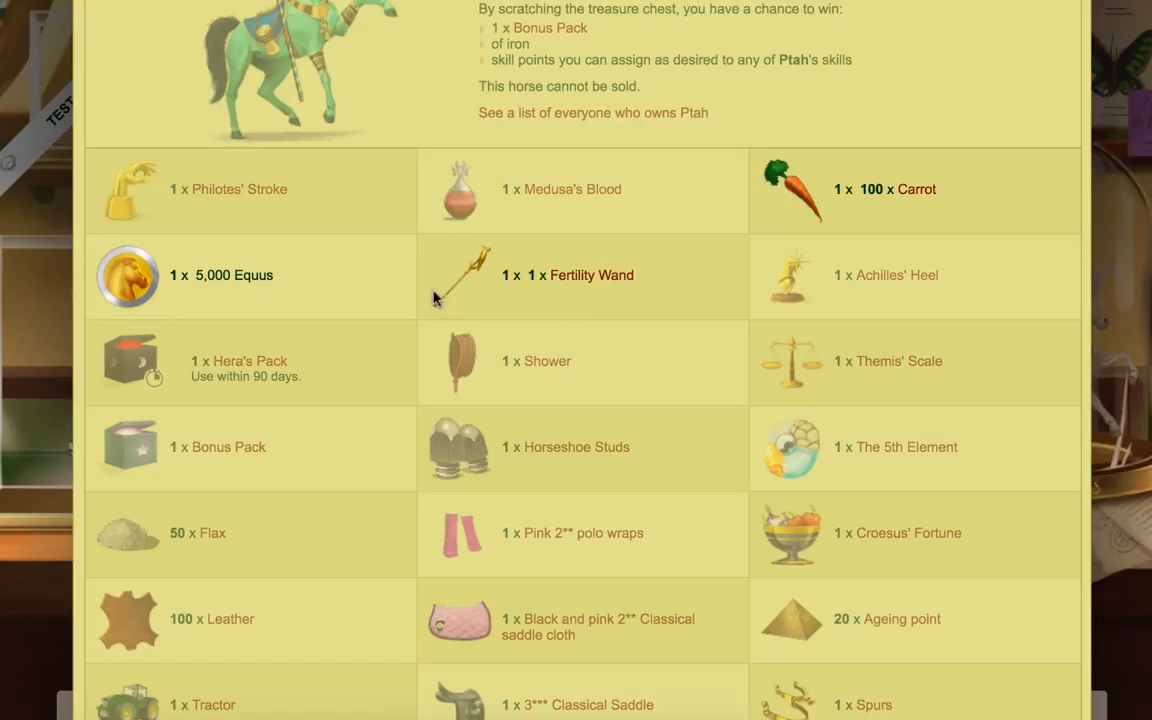 By scratching the treasure chest, you have a chance to win:
1 x Bonus Pack
of iron
skill points you can assign as desired to any of Ptah's skills
This horse cannot be sold.
See a list of everyone who owns Ptah
TEST
1 x Philotes' Stroke
1 x Medusa's Blood
1 x 100 x Carrot
1 x 5,000 Equus
1 x 1 x Fertility Wand
1 x Achilles' Heel
1 x Hera's Pack
Use within 90 days.
1 x Shower
1 x Themis' Scale
1 x Bonus Pack
1 x Horseshoe Studs
1 x The 5th Element
50 x Flax
1 x Pink 2** polo wraps
1 x Croesus' Fortune
100 x Leather
1 x Black and pink 2** Classical
saddle cloth
20 x Ageing point
1 x Tractor
1 x 3*** Classical Saddle
1 x Spurs